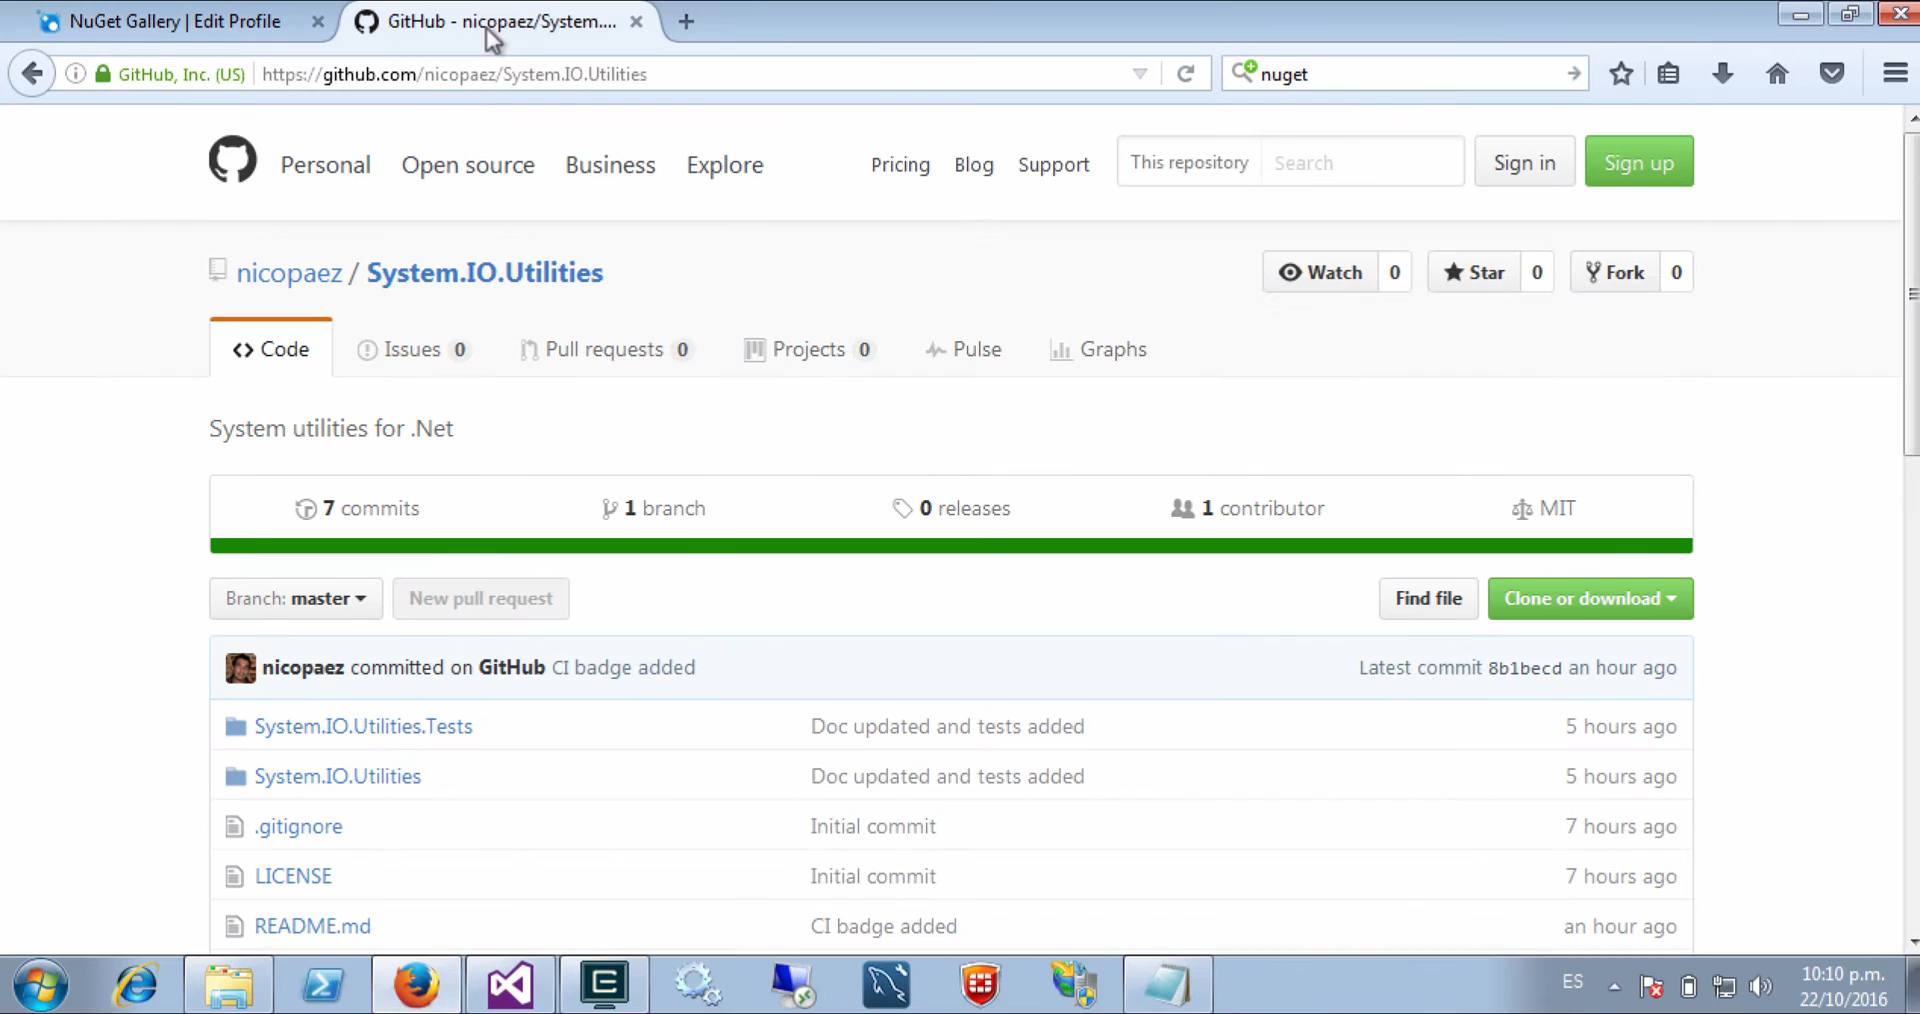 NuGet Gallery | Edit Profile
GitHub - nicopaez/System....
GitHub, Inc. (US) https://github.com/nicopaez/System.IO.Utilities
nuget
Personal Open source Business Explore Pricing Blog Support This repository Search Sign in Sign up
nicopaez / System.IO.Utilities
Watch 0 Star 0 Fork 0
Code Issues 0 Pull requests 0 Projects 0 Pulse Graphs
System utilities for .Net
7 commits 1 branch 0 releases 1 contributor MIT
Branch: master New pull request Find file Clone or download
nicopaez committed on GitHub CI badge added Latest commit 8b1becd an hour ago
System.IO.Utilities.Tests Doc updated and tests added 5 hours ago
System.IO.Utilities Doc updated and tests added 5 hours ago
.gitignore Initial commit 7 hours ago
LICENSE Initial commit 7 hours ago
README.md CI badge added an hour ago
ES
10:10 p.m.
22/10/2016